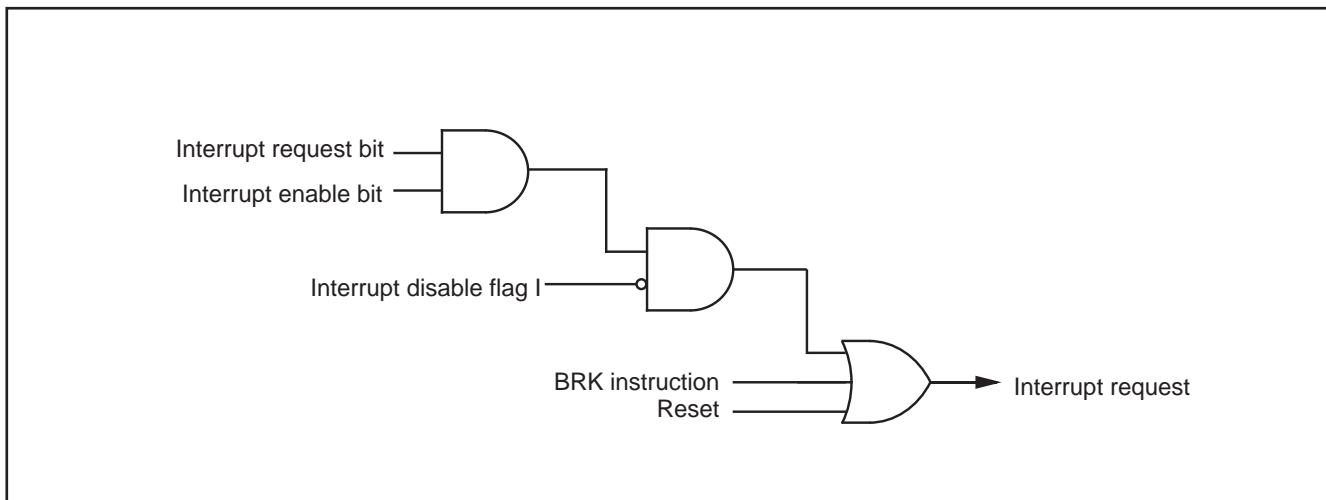 Interrupt request bit
Interrupt enable bit
Interrupt disable flag I
BRK instruction
Reset
Interrupt request